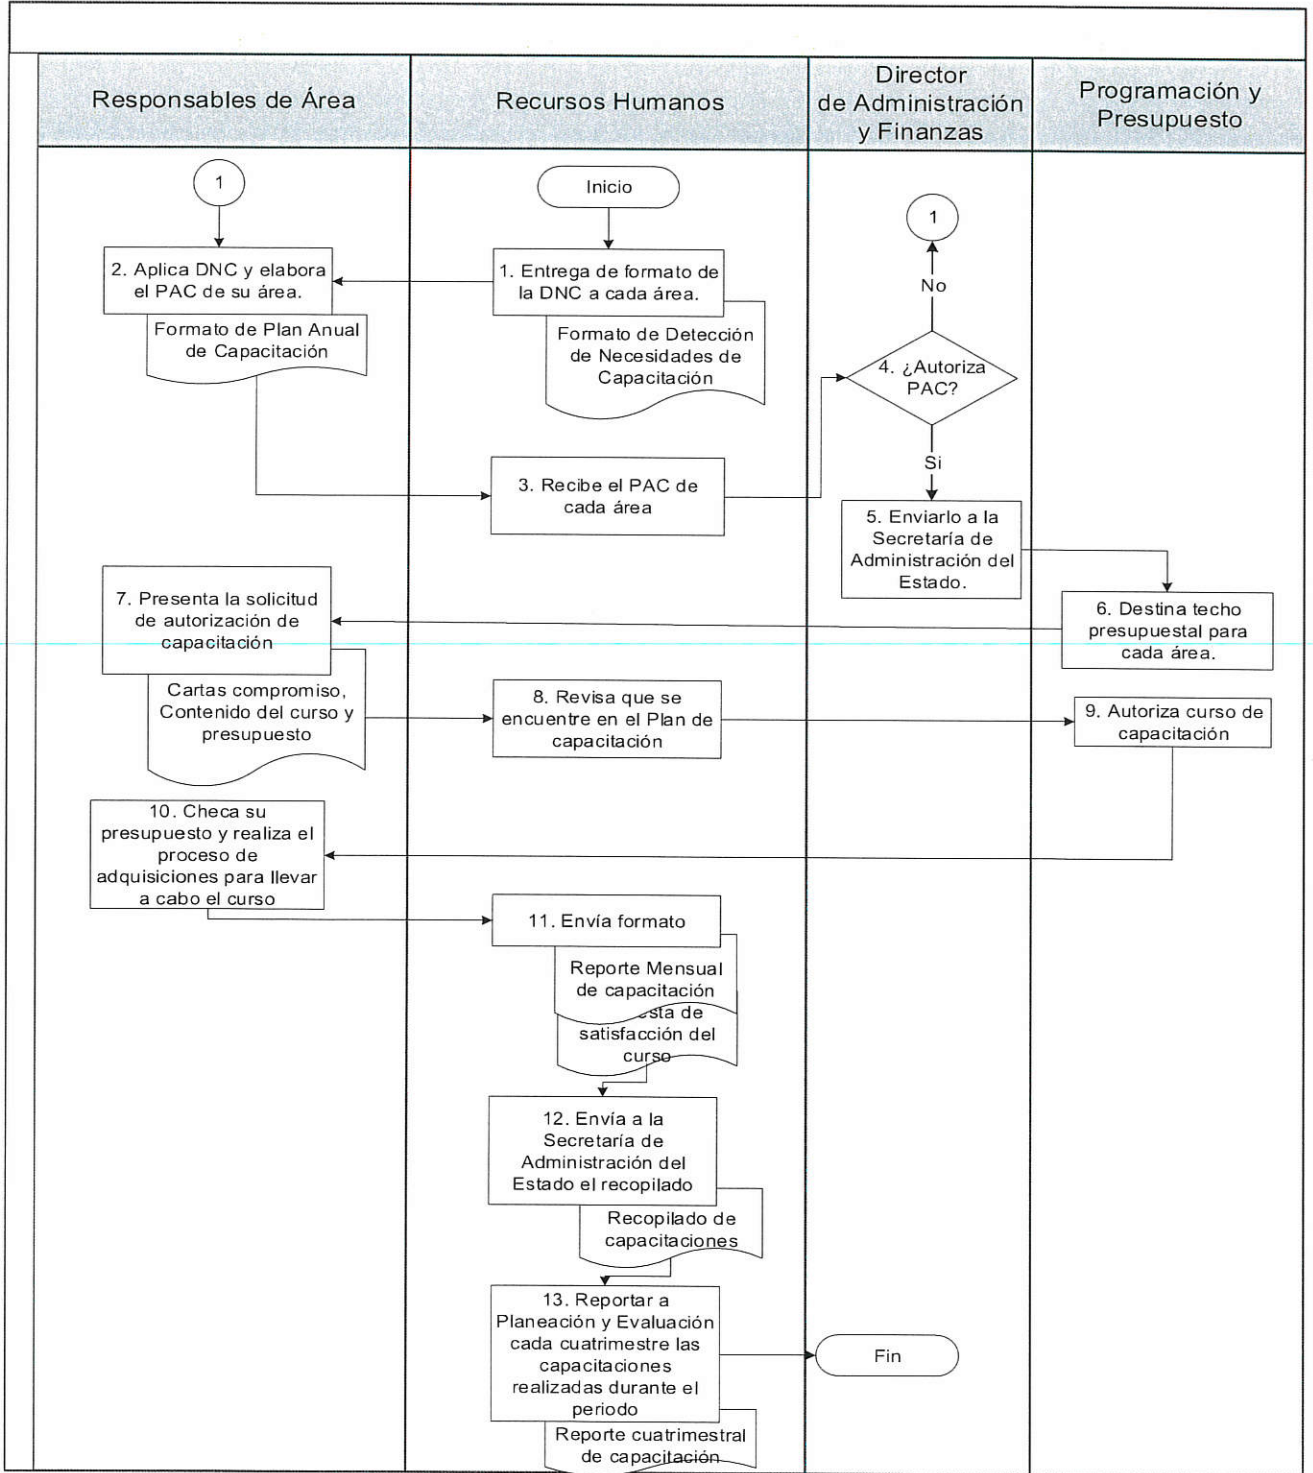 Responsables de Área
Recursos Humanos
Director
de Administración
y Finanzas
Programación y
Presupuesto
1
Inicio
1
2. Aplica DNC y elabora
el PAC de su área.
Formato de Plan Anual
de Capacitación
1. Entrega de formato de
la DNC a cada área.
Formato de Detección
de Necesidades de
Capacitación
No
4. ¿Autoriza
PAC?
Si
3. Recibe el PAC de
cada área
5. Enviarlo a la
Secretaría de
Administración del
Estado.
6. Destina techo
presupuestal para
cada área.
7. Presenta la solicitud
de autorización de
capacitación
Cartas compromiso,
Contenido del curso y
presupuesto
8. Revisa que se
encuentre en el Plan de
capacitación
9. Autoriza curso de
capacitación
10. Checa su
presupuesto y realiza el
proceso de
adquisiciones para llevar
a cabo el curso
11. Envía formato
Reporte Mensual
de capacitación
de
satisfacción del
curso
12. Envía a la
Secretaría de
Administración del
Estado el recopilado
Recopilado de
capacitaciones
13. Reportar a
Planeación y Evaluación
cada cuatrimestre las
capacitaciones
realizadas durante el
periodo
Reporte cuatrimestral
de capacitación
Fin